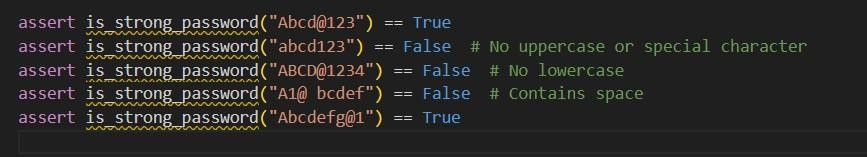 assert is_strong_password("Abcd@123") == True
assert is_strong_password("abcd123") == False  # No uppercase or special character
assert is_strong_password("ABCD@1234") == False  # No lowercase
assert is_strong_password("A1@ bcdef") == False  # Contains space
assert is_strong_password("Abcdefg@1") == True